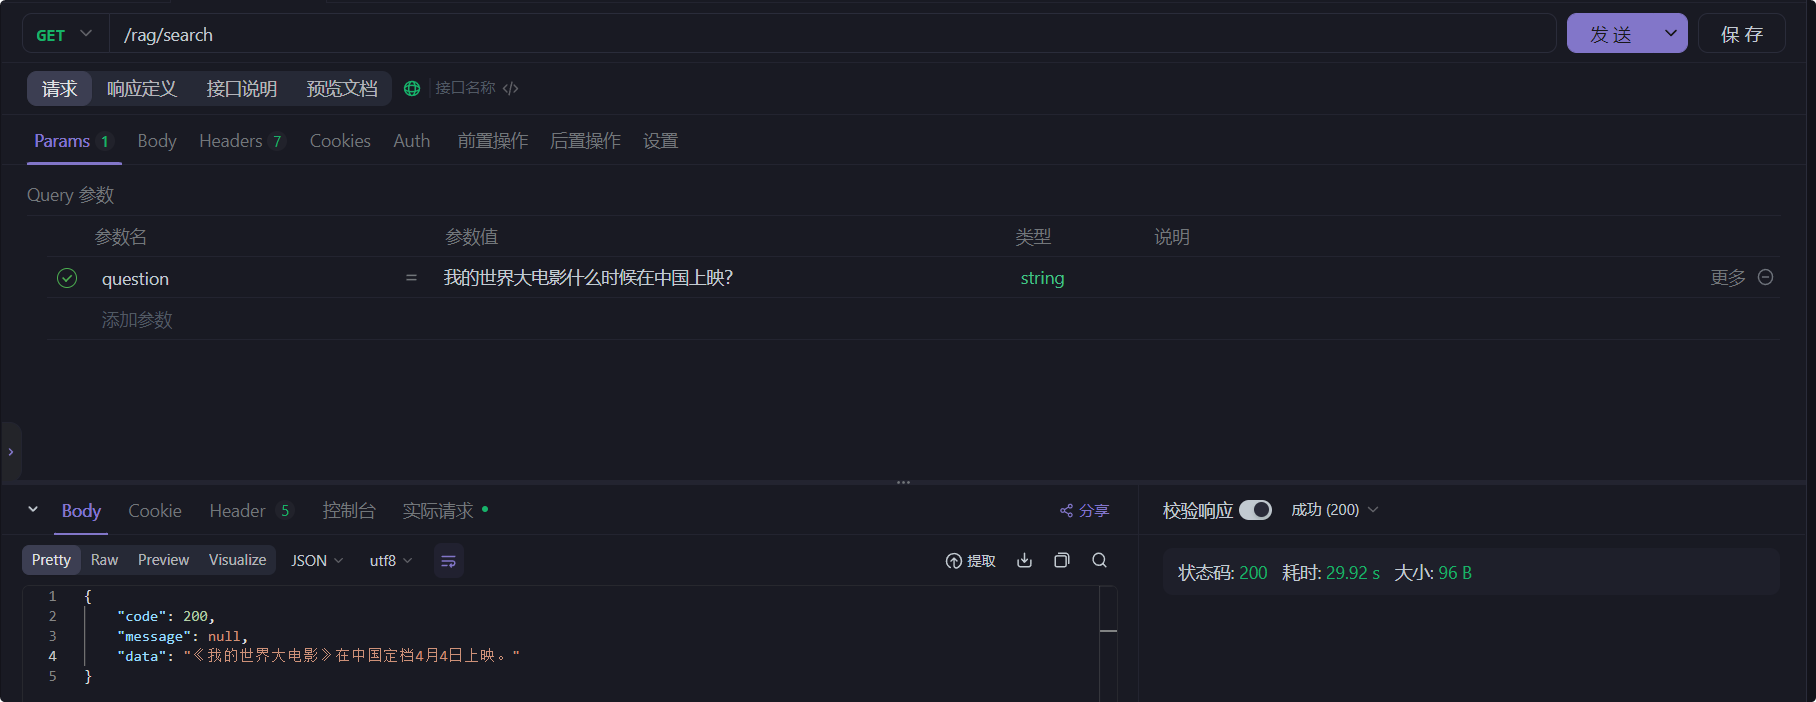 GET /rag/search 发送 保存
请求 响应定义 接口说明 预览文档 接口名称 </>
Params 1 Body Headers 7 Cookies Auth 前置操作 后置操作 设置
Query 参数
参数名 参数值 类型 说明
question = 我的世界大电影什么时候在中国上映? string 更多
添加参数
Body Cookie Header 5 控制台 实际请求 分享 校验响应 成功 (200)
Pretty Raw Preview Visualize JSON utf8 提取
状态码: 200 耗时: 29.92 s 大小: 96 B
1 {
2 "code": 200,
3 "message": null,
4 "data": "《我的世界大电影》在中国定档4月4日上映。"
5 }